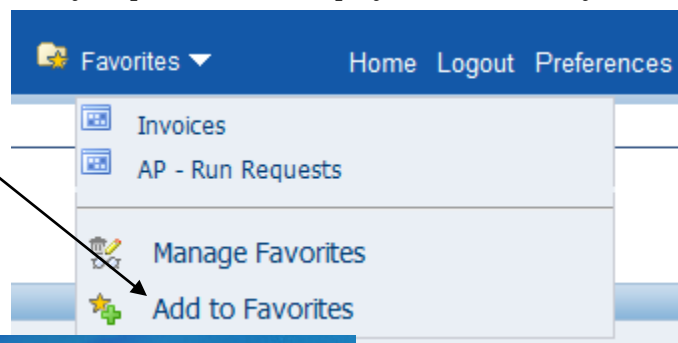 Favorites Home Logout Preferences
Invoices
AP - Run Requests
Manage Favorites
Add to Favorites